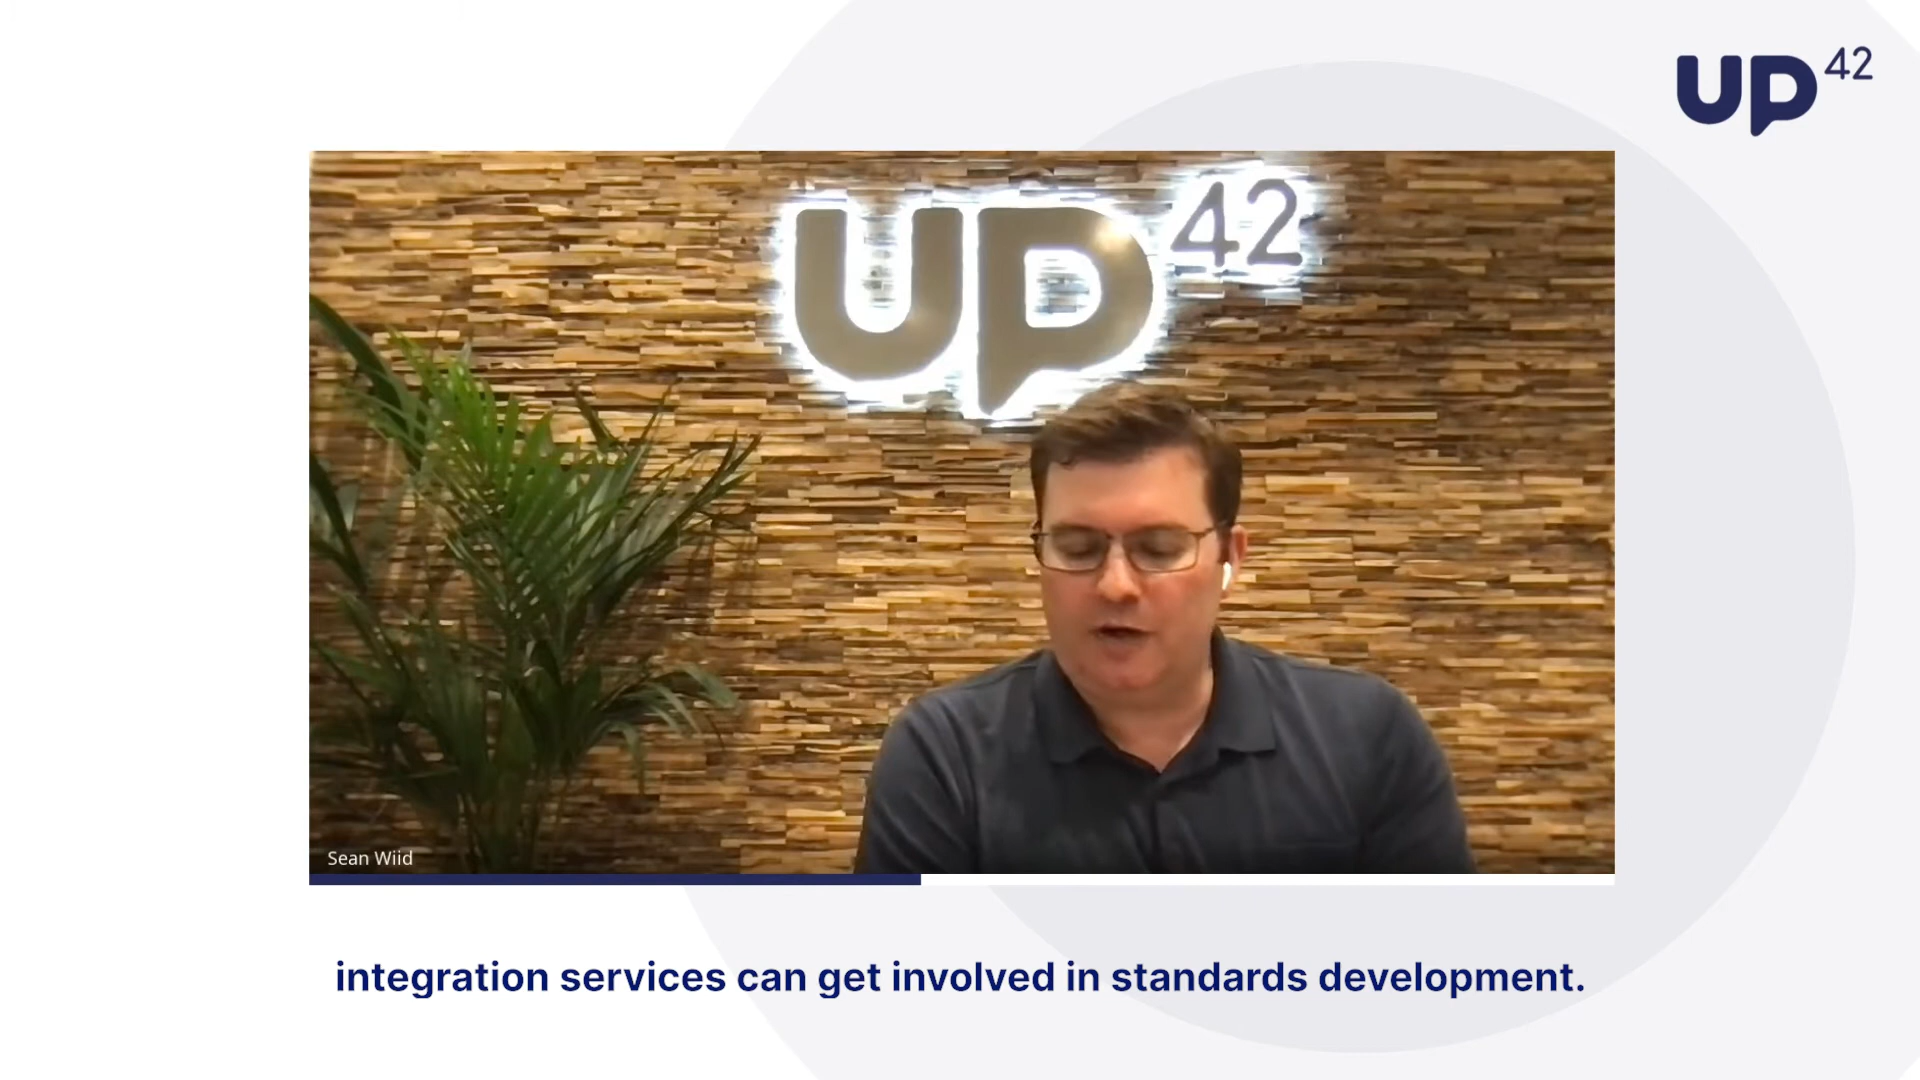 UP42
UP42
Sean Wiid
integration services can get involved in standards development.